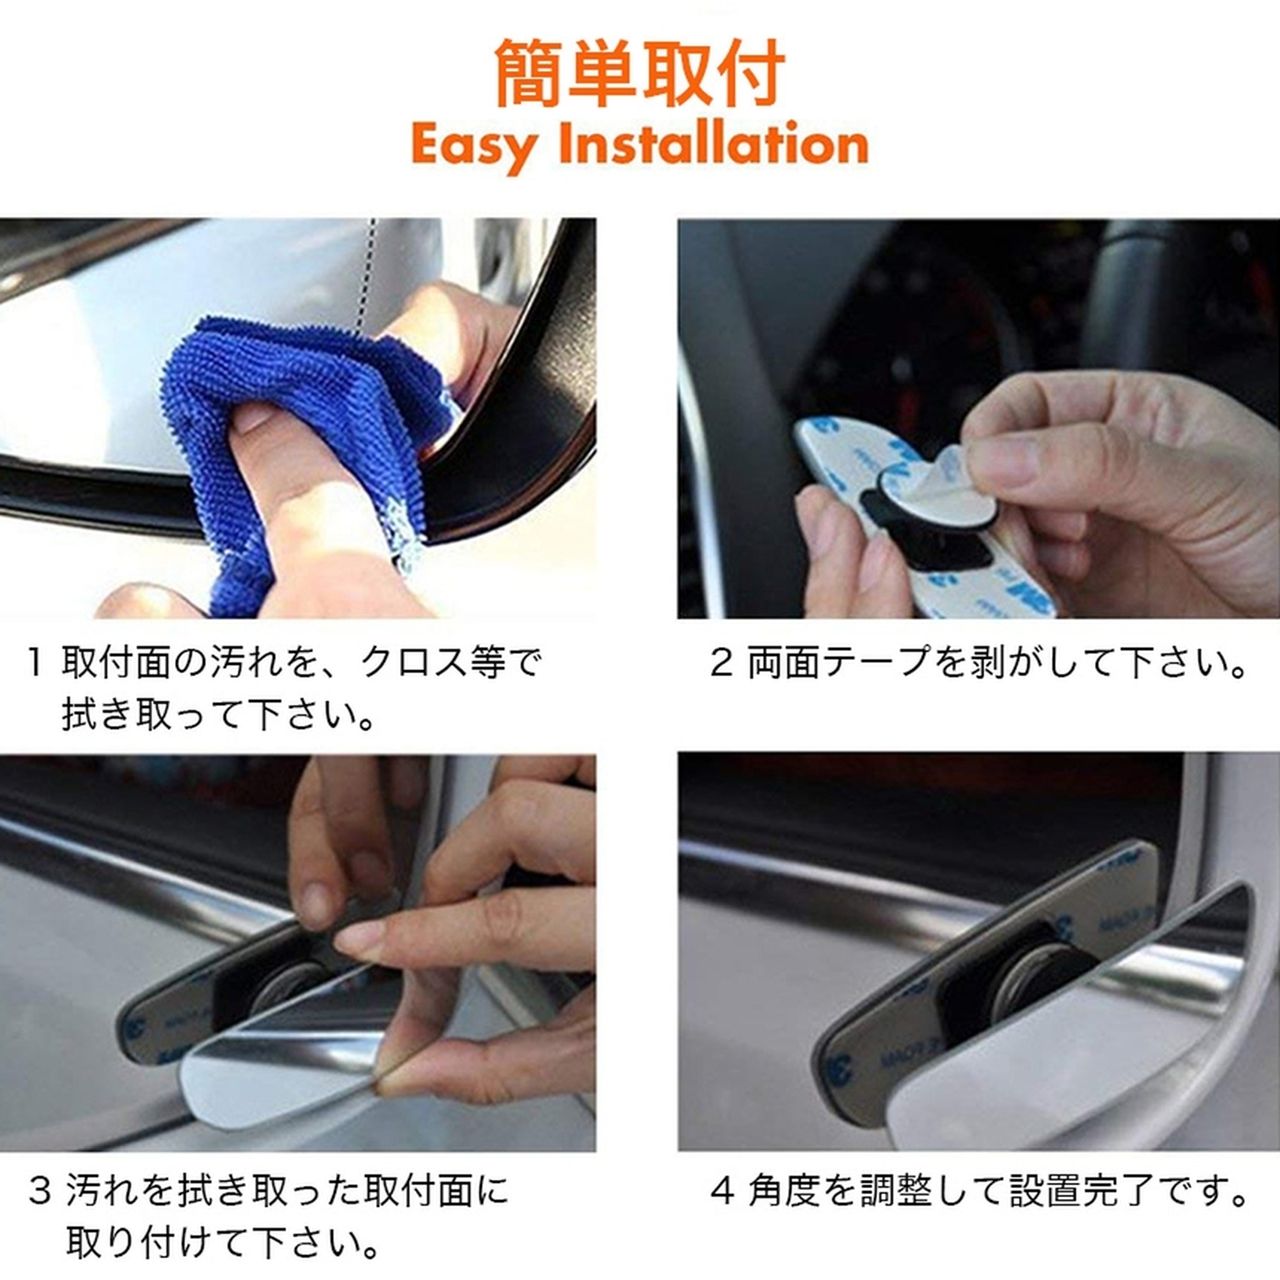 簡単取付
Easy Installation
1 取付面の汚れを、クロス等で
拭き取って下さい。
2 両面テープを剥がして下さい。
3 汚れを拭き取った取付面に
取り付けて下さい。
4 角度を調整して設置完了です。